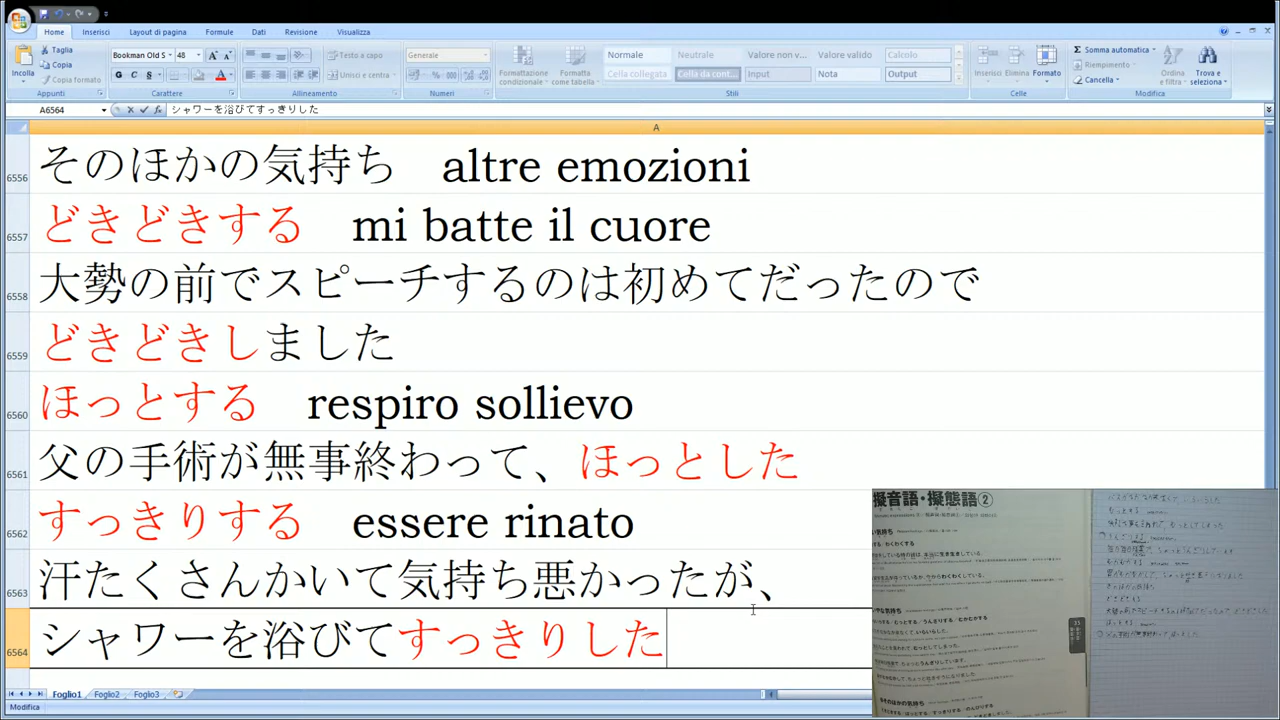 Home Inserisci Layout di pagina Formule Dati Revisione Visualizza
Incolla
Taglia
Copia
Copia formato
Appunti
Bookman Old S 48
G C S
Carattere
Testo a capo
Unisci e centra
Allineamento
Generale
Numeri
Formattazione condizionale
Formatta come tabella
Normale Neutrale Valore non v... Valore valido Calcolo
Cella collegata Cella da cont... Input Nota Output
Stili
Inserisci Elimina Formato
Celle
Somma automatica
Riempimento
Cancella
Ordina e filtra
Trova e seleziona
Modifica
A6564 シャワーを浴びてすっきりした
A
6556 そのほかの気持ち altre emozioni
6557 どきどきする mi batte il cuore
6558 大勢の前でスピーチするのは初めてだったので
6559 どきどきしました
6560 ほっとする respiro sollievo
6561 父の手術が無事終わって、ほっとした
6562 すっきりする essere rinato
6563 汗たくさんかいて気持ち悪かったが、
6564 シャワーを浴びてすっきりした
擬音語・擬態語②
Foglio1 Foglio2 Foglio3
Modifica